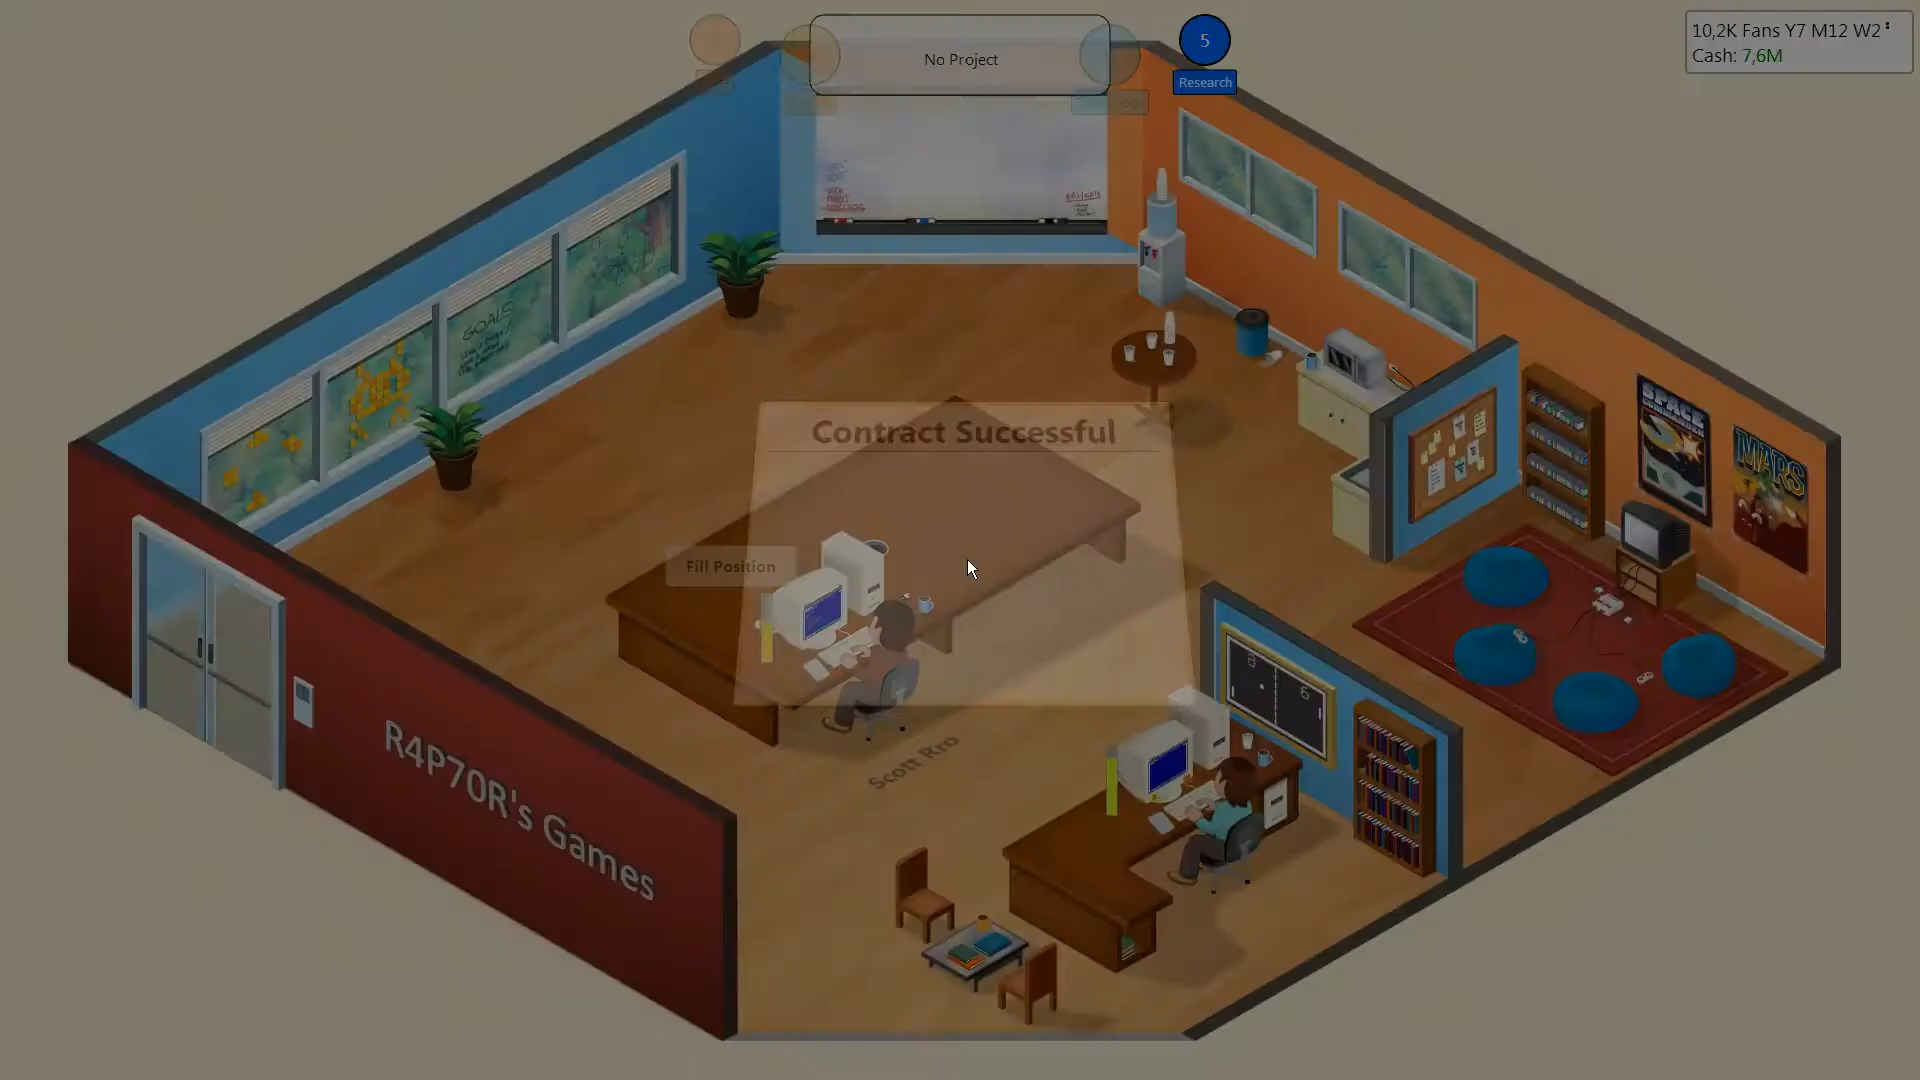 No Project
5
Research
10,2K Fans Y7 M12 W2
Cash: 7,6M
GOALS
SPACE
MARS
Contract Successful
Fill Position
6
Scott Rro
R4P70R's Games